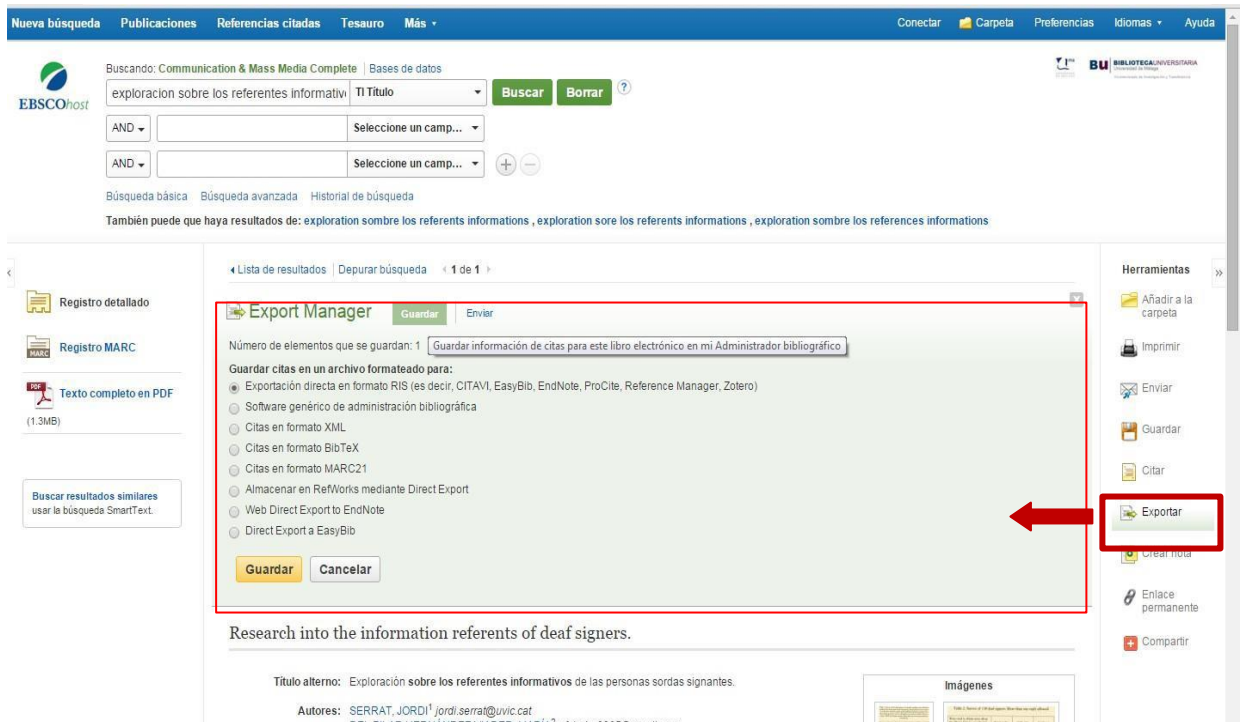 Nueva búsqueda Publicaciones Referencias citadas Tesauro Más Conectar Carpeta Preferencias Idiomas Ayuda
EBSCOhost
Buscando: Communication & Mass Media Complete | Bases de datos
exploracion sobre los referentes informativ TI Título Buscar Borrar ?
AND Seleccione un camp...
AND Seleccione un camp...
Búsqueda básica Búsqueda avanzada Historial de búsqueda
También puede que haya resultados de: exploration sombre los referents informations , exploration sore los referents informations , exploration sombre los references informations
BU BIBLIOTECAUNIVERSITARIA
Registro detallado
Registro MARC
MARC
PDF
Texto completo en PDF
(1.3MB)
Buscar resultados similares
usar la búsqueda SmartText.
Lista de resultados | Depurar búsqueda 1 de 1
Export Manager Guardar Enviar
Número de elementos que se guardan: 1 Guardar información de citas para este libro electrónico en mi Administrador bibliográfico
Guardar citas en un archivo formateado para:
Exportación directa en formato RIS (es decir, CITAVI, EasyBib, EndNote, ProCite, Reference Manager, Zotero)
Software genérico de administración bibliográfica
Citas en formato XML
Citas en formato BibTeX
Citas en formato MARC21
Almacenar en RefWorks mediante Direct Export
Web Direct Export to EndNote
Direct Export a EasyBib
Guardar Cancelar
Research into the information referents of deaf signers.
Título alterno: Exploración sobre los referentes informativos de las personas sordas signantes.
Autores: SERRAT, JORDI1 jordi.serrat@uvic.cat
Imágenes
Herramientas
Añadir a la
carpeta
Imprimir
Enviar
Guardar
Citar
Exportar
Crear nota
Enlace
permanente
Compartir